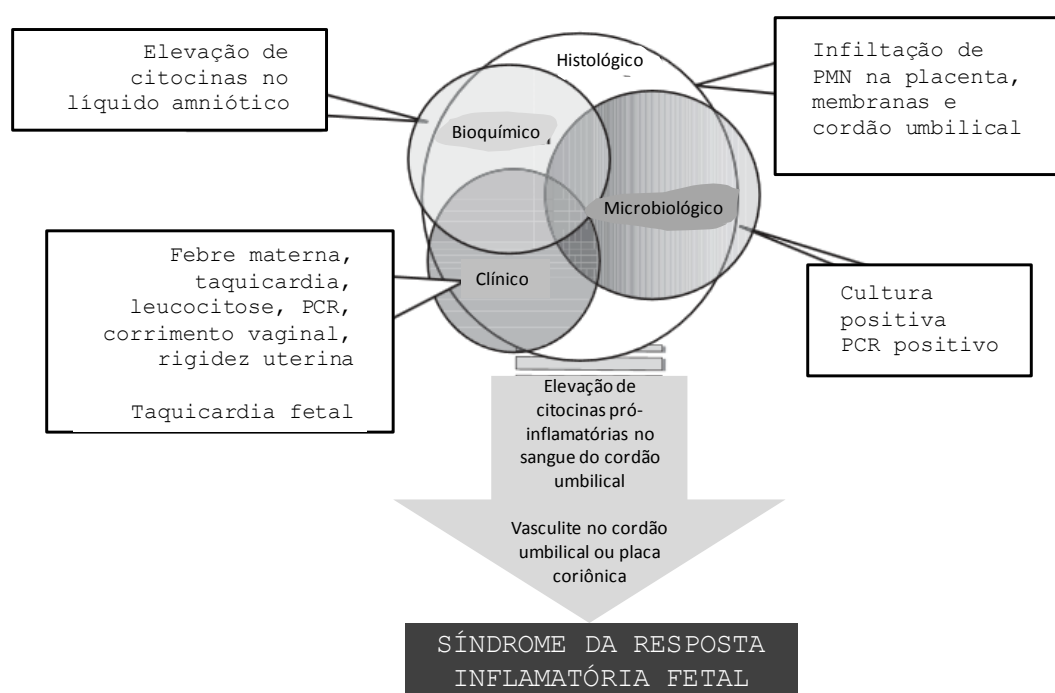 Elevação de
citocinas no
líquido amniótico
Histológico
Infiltação de
PMN na placenta,
membranas e
cordão umbilical
Bioquímico
Microbiológico
Clínico
Febre materna,
taquicardia,
leucocitose, PCR,
corrimento vaginal,
rigidez uterina
Taquicardia fetal
Cultura
positiva
PCR positivo
Elevação de
citocinas pró-
inflamatórias no
sangue do cordão
umbilical
Vasculite no cordão
umbilical ou placa
coriônica
SÍNDROME DA RESPOSTA
INFLAMATÓRIA FETAL